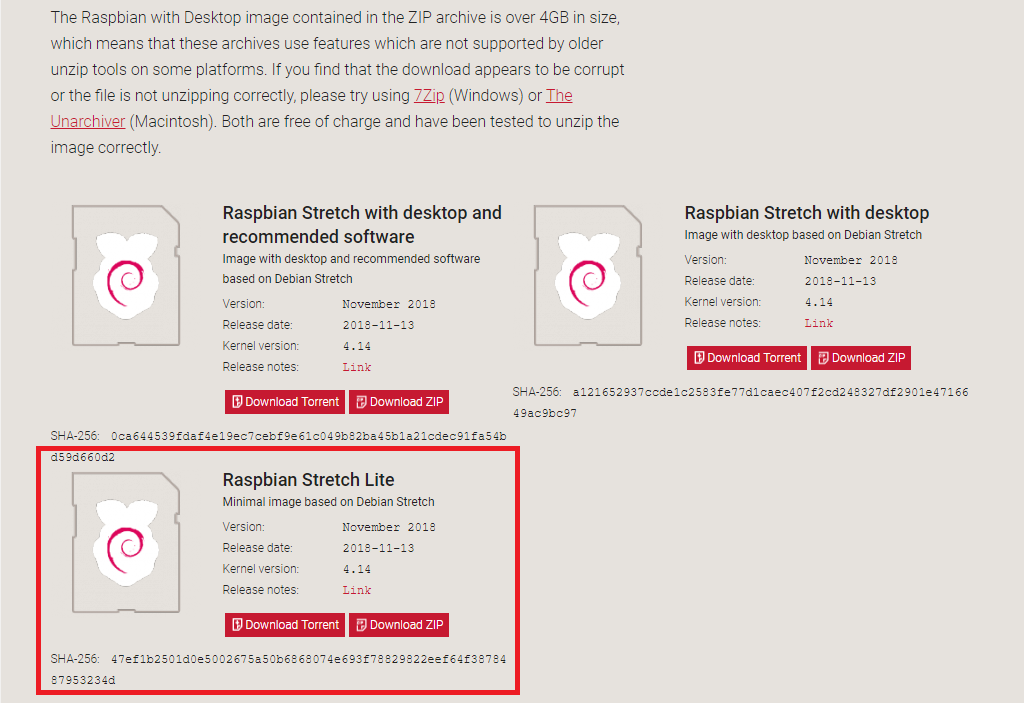 The Raspbian with Desktop image contained in the ZIP archive is over 4GB in size,
which means that these archives use features which are not supported by older
unzip tools on some platforms. If you find that the download appears to be corrupt
or the file is not unzipping correctly, please try using 7Zip (Windows) or The
Unarchiver (Macintosh). Both are free of charge and have been tested to unzip the
image correctly.
Raspbian Stretch with desktop and
recommended software
Image with desktop and recommended software
based on Debian Stretch
Version: November 2018
Release date: 2018-11-13
Kernel version: 4.14
Release notes: Link
Download Torrent Download ZIP
SHA-256: 0ca644539fdaf4e19ec7cebf9e61c049b82ba45b1a21cdec91fa54b
d59d660d2
Raspbian Stretch with desktop
Image with desktop based on Debian Stretch
Version: November 2018
Release date: 2018-11-13
Kernel version: 4.14
Release notes: Link
Download Torrent Download ZIP
SHA-256: a121652937ccde1c2583fe77d1caec407f2cd248327df2901e47166
49ac9bc97
Raspbian Stretch Lite
Minimal image based on Debian Stretch
Version: November 2018
Release date: 2018-11-13
Kernel version: 4.14
Release notes: Link
Download Torrent Download ZIP
SHA-256: 47ef1b2501d0e5002675a50b6868074e693f78829822eef64f38784
87953234d